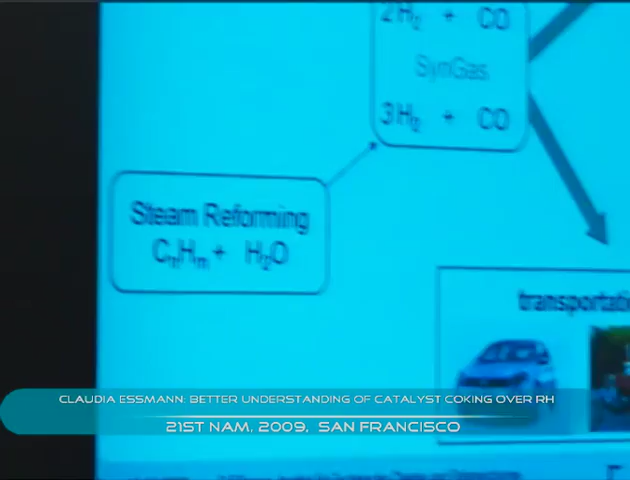 2H₂ + CO
SynGas
3H₂ + CO
Steam Reforming
CₙHₘ + H₂O
transportati
CLAUDIA ESSMANN: BETTER UNDERSTANDING OF CATALYST COKING OVER RH
21ST NAM, 2009, SAN FRANCISCO